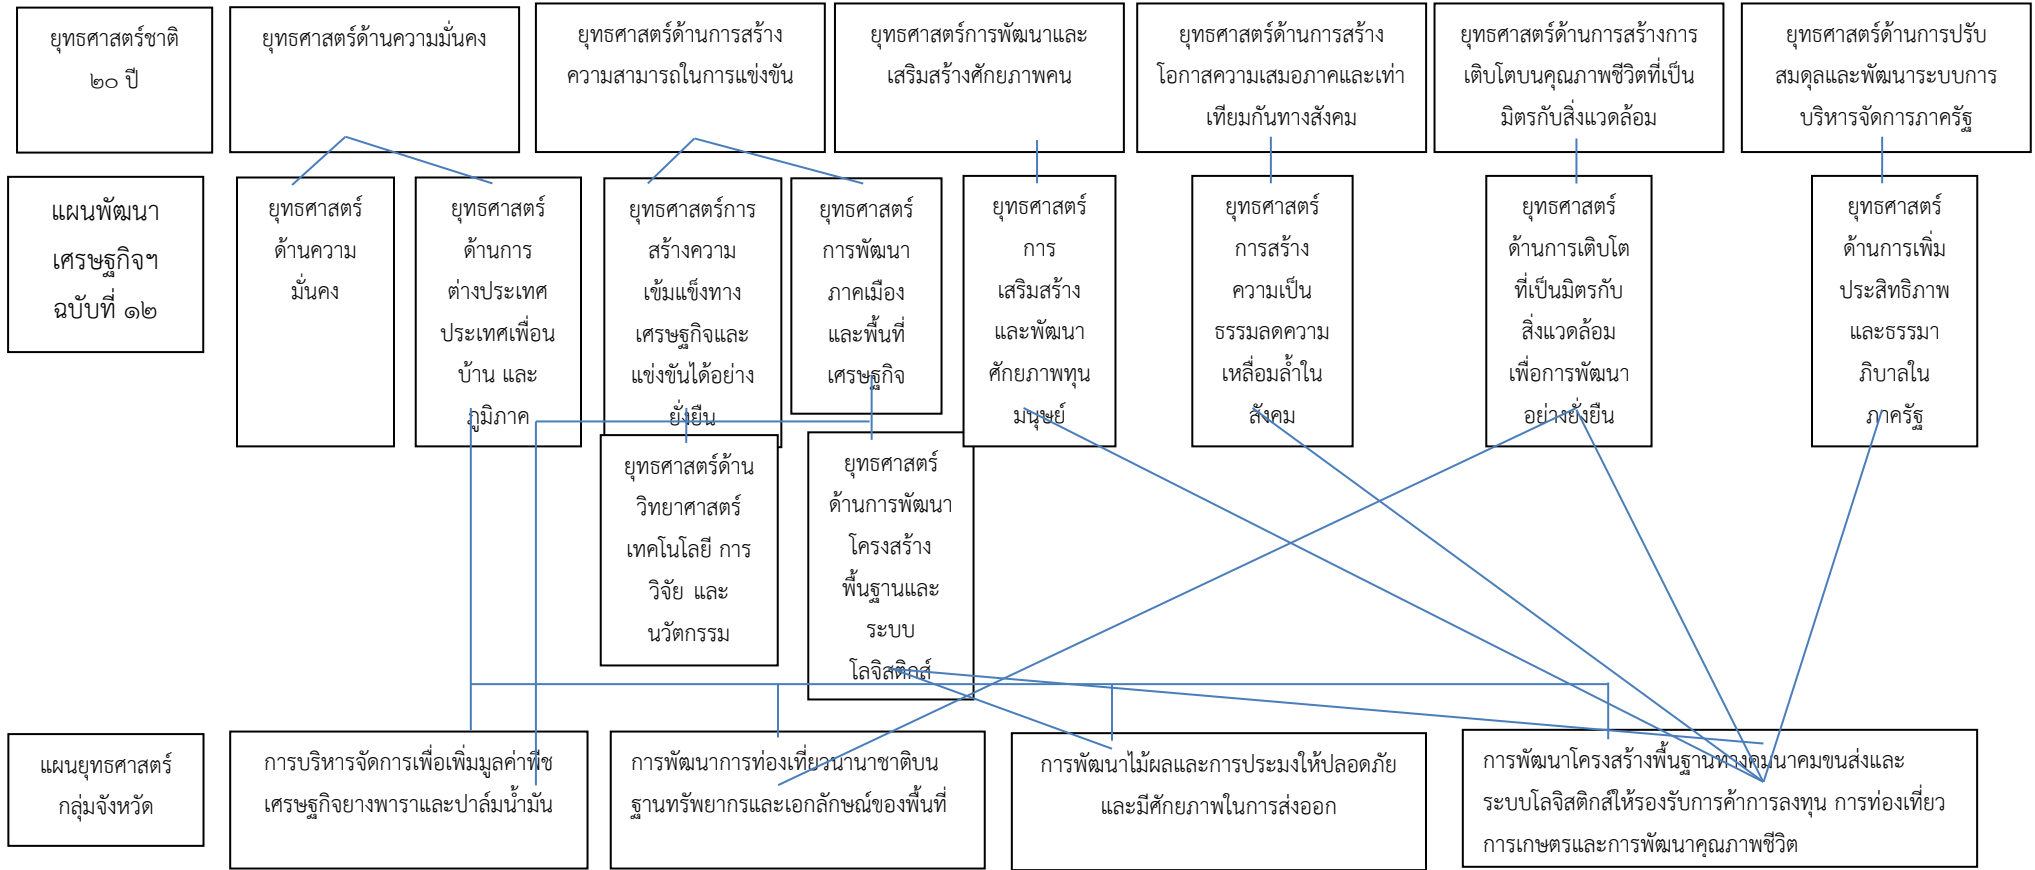 ยุทธศาสตร์ชาติ
๒๐ ปี
ยุทธศาสตร์ด้านความมั่นคง
ยุทธศาสตร์ด้านการสร้าง
ความสามารถในการแข่งขัน
ยุทธศาสตร์การพัฒนาและ
เสริมสร้างศักยภาพคน
ยุทธศาสตร์ด้านการสร้าง
โอกาสความเสมอภาคและเท่า
เทียมกันทางสังคม
ยุทธศาสตร์ด้านการสร้างการ
เติบโตบนคุณภาพชีวิตที่เป็น
มิตรกับสิ่งแวดล้อม
ยุทธศาสตร์ด้านการปรับ
สมดุลและพัฒนาระบบการ
บริหารจัดการภาครัฐ
แผนพัฒนา
เศรษฐกิจฯ
ฉบับที่ ๑๒
ยุทธศาสตร์
ด้านความ
มั่นคง
ยุทธศาสตร์
ด้านการ
ต่างประเทศ
ประเทศเพื่อน
บ้าน และ
ภูมิภาค
ยุทธศาสตร์การ
สร้างความ
เข้มแข็งทาง
เศรษฐกิจและ
แข่งขันได้อย่าง
ยั่งยืน
ยุทธศาสตร์
การพัฒนา
ภาคเมือง
และพื้นที่
เศรษฐกิจ
ยุทธศาสตร์
การ
เสริมสร้าง
และพัฒนา
ศักยภาพทุน
มนุษย์
ยุทธศาสตร์
การสร้าง
ความเป็น
ธรรมลดความ
เหลื่อมล้ำใน
สังคม
ยุทธศาสตร์
ด้านการเติบโต
ที่เป็นมิตรกับ
สิ่งแวดล้อม
เพื่อการพัฒนา
อย่างยั่งยืน
ยุทธศาสตร์
ด้านการเพิ่ม
ประสิทธิภาพ
และธรรมา
ภิบาลใน
ภาครัฐ
ยุทธศาสตร์ด้าน
วิทยาศาสตร์
เทคโนโลยี การ
วิจัย และ
นวัตกรรม
ยุทธศาสตร์
ด้านการพัฒนา
โครงสร้าง
พื้นฐานและ
ระบบ
โลจิสติกส์
แผนยุทธศาสตร์
กลุ่มจังหวัด
การบริหารจัดการเพื่อเพิ่มมูลค่าพืช
เศรษฐกิจยางพาราและปาล์มน้ำมัน
การพัฒนาการท่องเที่ยวนานาชาติบน
ฐานทรัพยากรและเอกลักษณ์ของพื้นที่
การพัฒนาไม้ผลและการประมงให้ปลอดภัย
และมีศักยภาพในการส่งออก
การพัฒนาโครงสร้างพื้นฐานทางคมนาคมขนส่งและ
ระบบโลจิสติกส์ให้รองรับการค้าการลงทุน การท่องเที่ยว
การเกษตรและการพัฒนาคุณภาพชีวิต